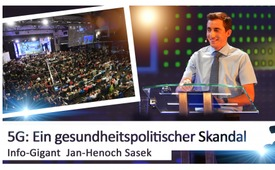 5G: Ein gesundheitspolitischer Skandal
Info-Gigant Jan-Henoch Sasek